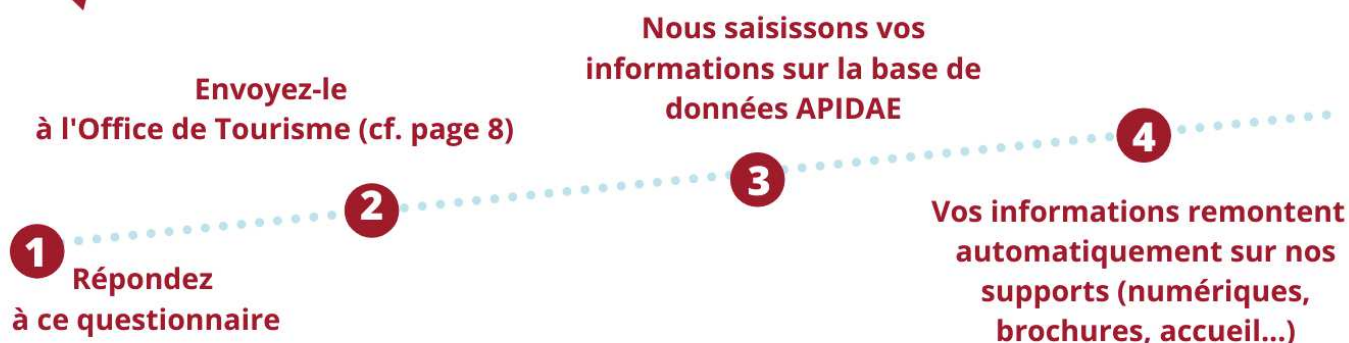 1
Répondez
à ce questionnaire
2
Envoyez-le
à l'Office de Tourisme (cf. page 8)
3
Nous saisissons vos
informations sur la base de
données APIDAE
4
Vos informations remontent
automatiquement sur nos
supports (numériques,
brochures, accueil...)